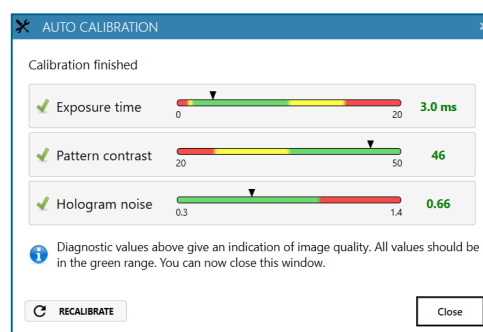 AUTO CALIBRATION
Calibration finished
Exposure time
0
20
3.0 ms
Pattern contrast
20
50
46
Hologram noise
0.3
1.4
0.66
Diagnostic values above give an indication of image quality. All values should be
in the green range. You can now close this window.
RECALIBRATE
Close